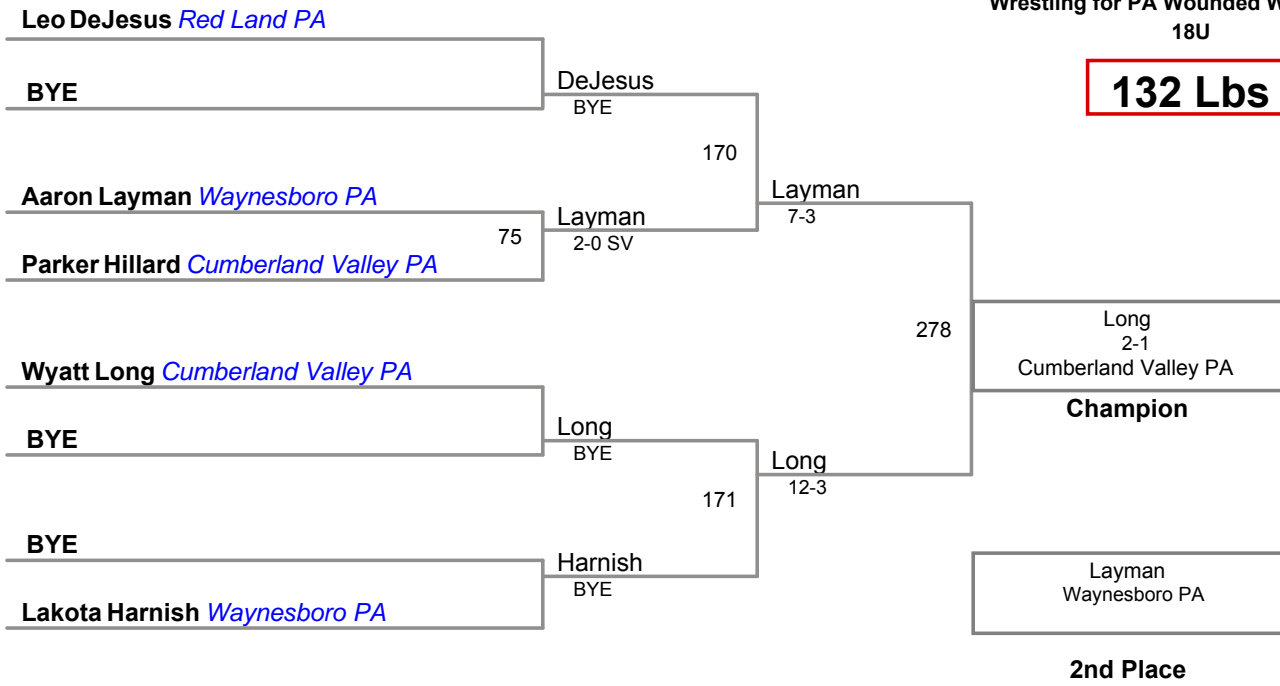 Wrestling for PA Wounded
18U
132 Lbs
Leo DeJesus Red Land PA
BYE
DeJesus
BYE
170
Aaron Layman Waynesboro PA
75
Layman
2-0 SV
Parker Hillard Cumberland Valley PA
Layman
7-3
278
Wyatt Long Cumberland Valley PA
BYE
Long
BYE
171
BYE
Harnish
BYE
Lakota Harnish Waynesboro PA
Long
12-3
Long
2-1
Cumberland Valley PA
Champion
Layman
Waynesboro PA
2nd Place